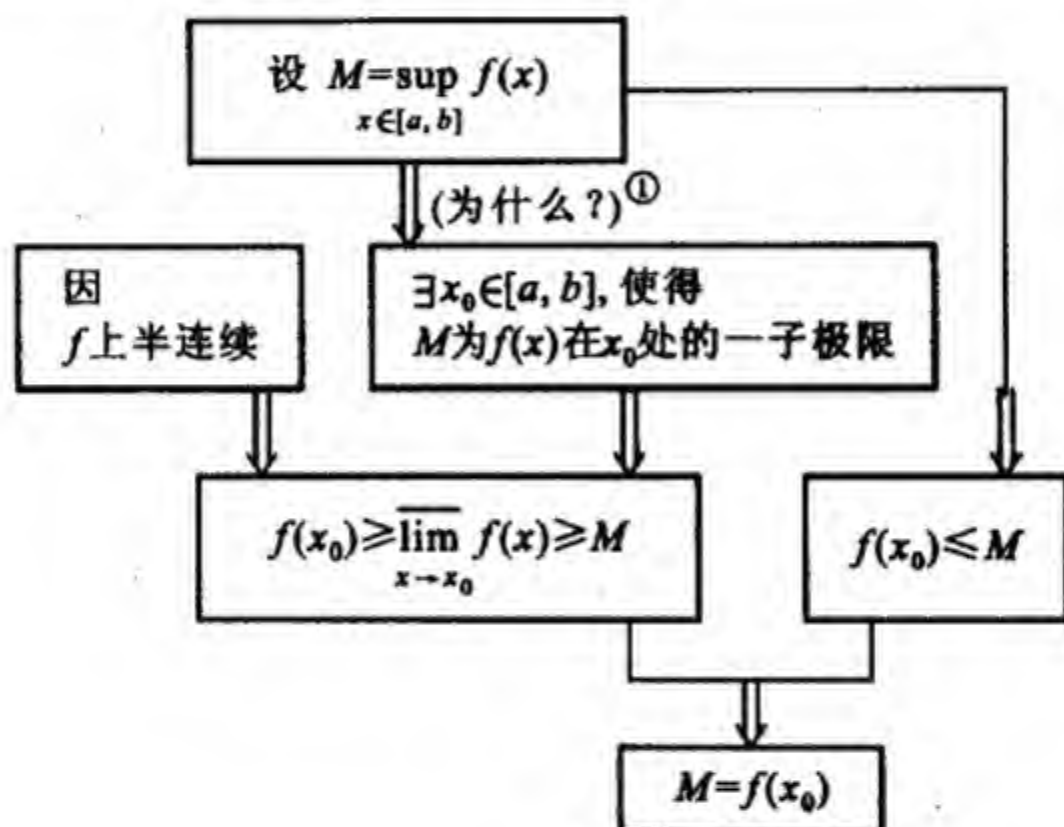 设 M=sup f(x)
x∈[a, b]
(为什么?)①
因
f上半连续
∃x₀∈[a, b], 使得
M为f(x)在x₀处的一子极限
f(x₀)≥lim̅ f(x)≥M
x→x₀
f(x₀)≤M
M=f(x₀)